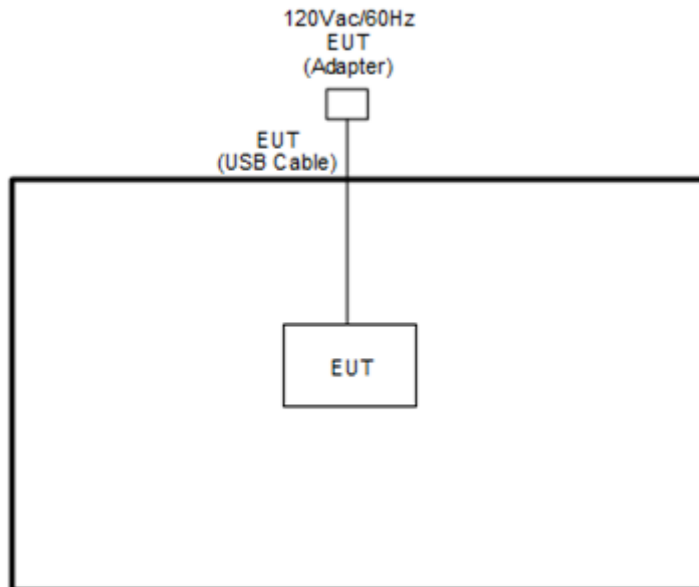 120Vac/60Hz
EUT
(Adapter)
EUT
(USB Cable)
EUT